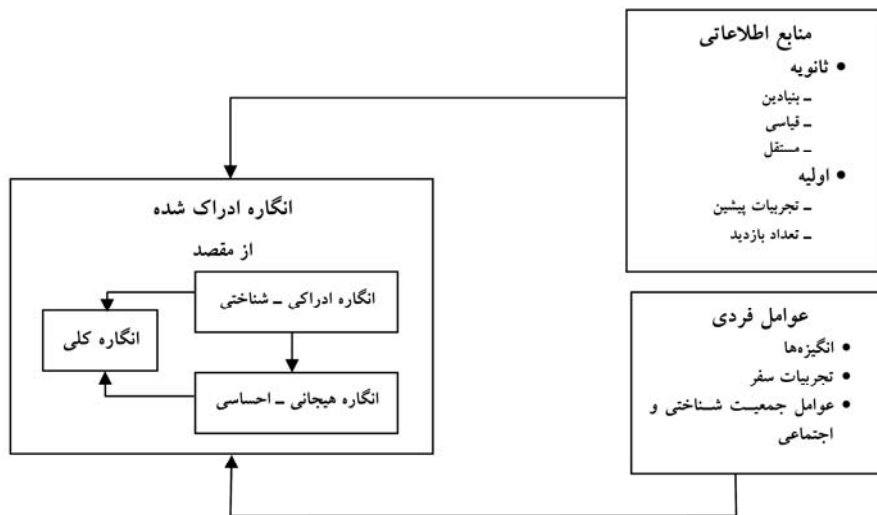 منابع اطلاعاتی
• ثانویه
ـ بنیادین
ـ قیاسی
ـ مستقل
• اولیه
ـ تجربیات پیشین
ـ تعداد بازدید
عوامل فردی
• انگیزه‌ها
• تجربیات سفر
• عوامل جمعیت شناختی و
اجتماعی
انگاره ادراک شده
از مقصد
انگاره ادراکی ـ شناختی
انگاره کلی
انگاره هیجانی ـ احساسی